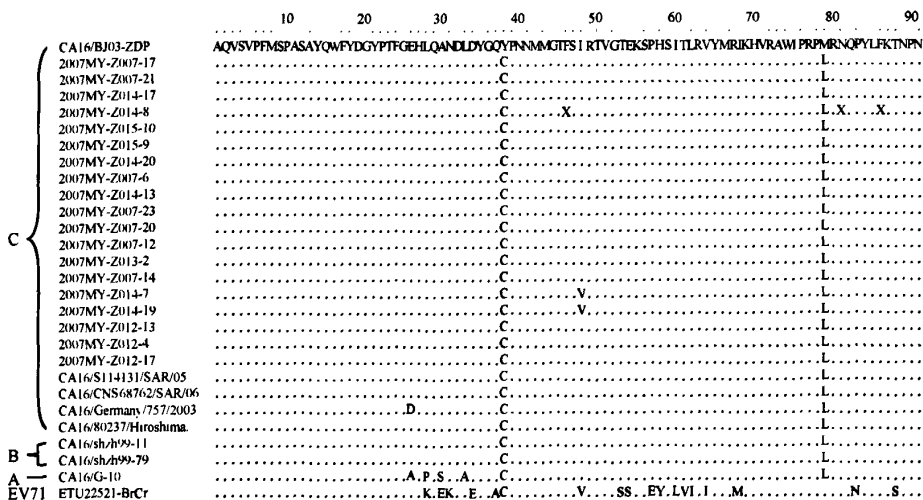 10 20 30 40 50 60 70 80 90
CA16/BJ03-ZDP AQVSVPFMSPASAYQWFYDGYPTFGEHLQANDLDYGQYPNNMMGTFSIRTVGTEKSPHSITLRVYMRIKHVRAWIPRPMRNQPYLFKTNPN
2007MY-Z007-17 .....................................C........................................L............
2007MY-Z007-21 .....................................C........................................L............
2007MY-Z014-17 .....................................C........................................L............
2007MY-Z014-8 .....................................C.......X................................L.X....X.....
2007MY-Z015-10 .....................................C........................................L............
2007MY-Z015-9 .....................................C........................................L............
2007MY-Z014-20 .....................................C........................................L............
2007MY-Z007-6 .....................................C........................................L............
2007MY-Z014-13 .....................................C........................................L............
2007MY-Z007-23 .....................................C........................................L............
2007MY-Z007-20 .....................................C........................................L............
C 2007MY-Z007-12 .....................................C........................................L............
2007MY-Z013-2 .....................................C........................................L............
2007MY-Z007-14 .....................................C........................................L............
2007MY-Z014-7 .....................................C.........V..............................L............
2007MY-Z014-19 .....................................C.........V..............................L............
2007MY-Z012-13 .....................................C........................................L............
2007MY-Z012-4 .....................................C........................................L............
2007MY-Z012-17 .....................................C........................................L............
CA16/S114131/SAR/05 .....................................C........................................L............
CA16/CNS68762/SAR/06 .....................................C........................................L............
CA16/Germany/757/2003 .........................D...........C........................................L............
CA16/80237/Hiroshima. .....................................C........................................L............
B CA16/shzh99-11 .....................................C........................................L............
CA16/shzh99-79 .....................................C........................................L............
A CA16/G-10 .........................A.P.S..A....C........................................L............
EV71 ETU22521-BrCr ...........................K.EK..E..AC.........V....SS..EY.LVI.I...M..............N....S...